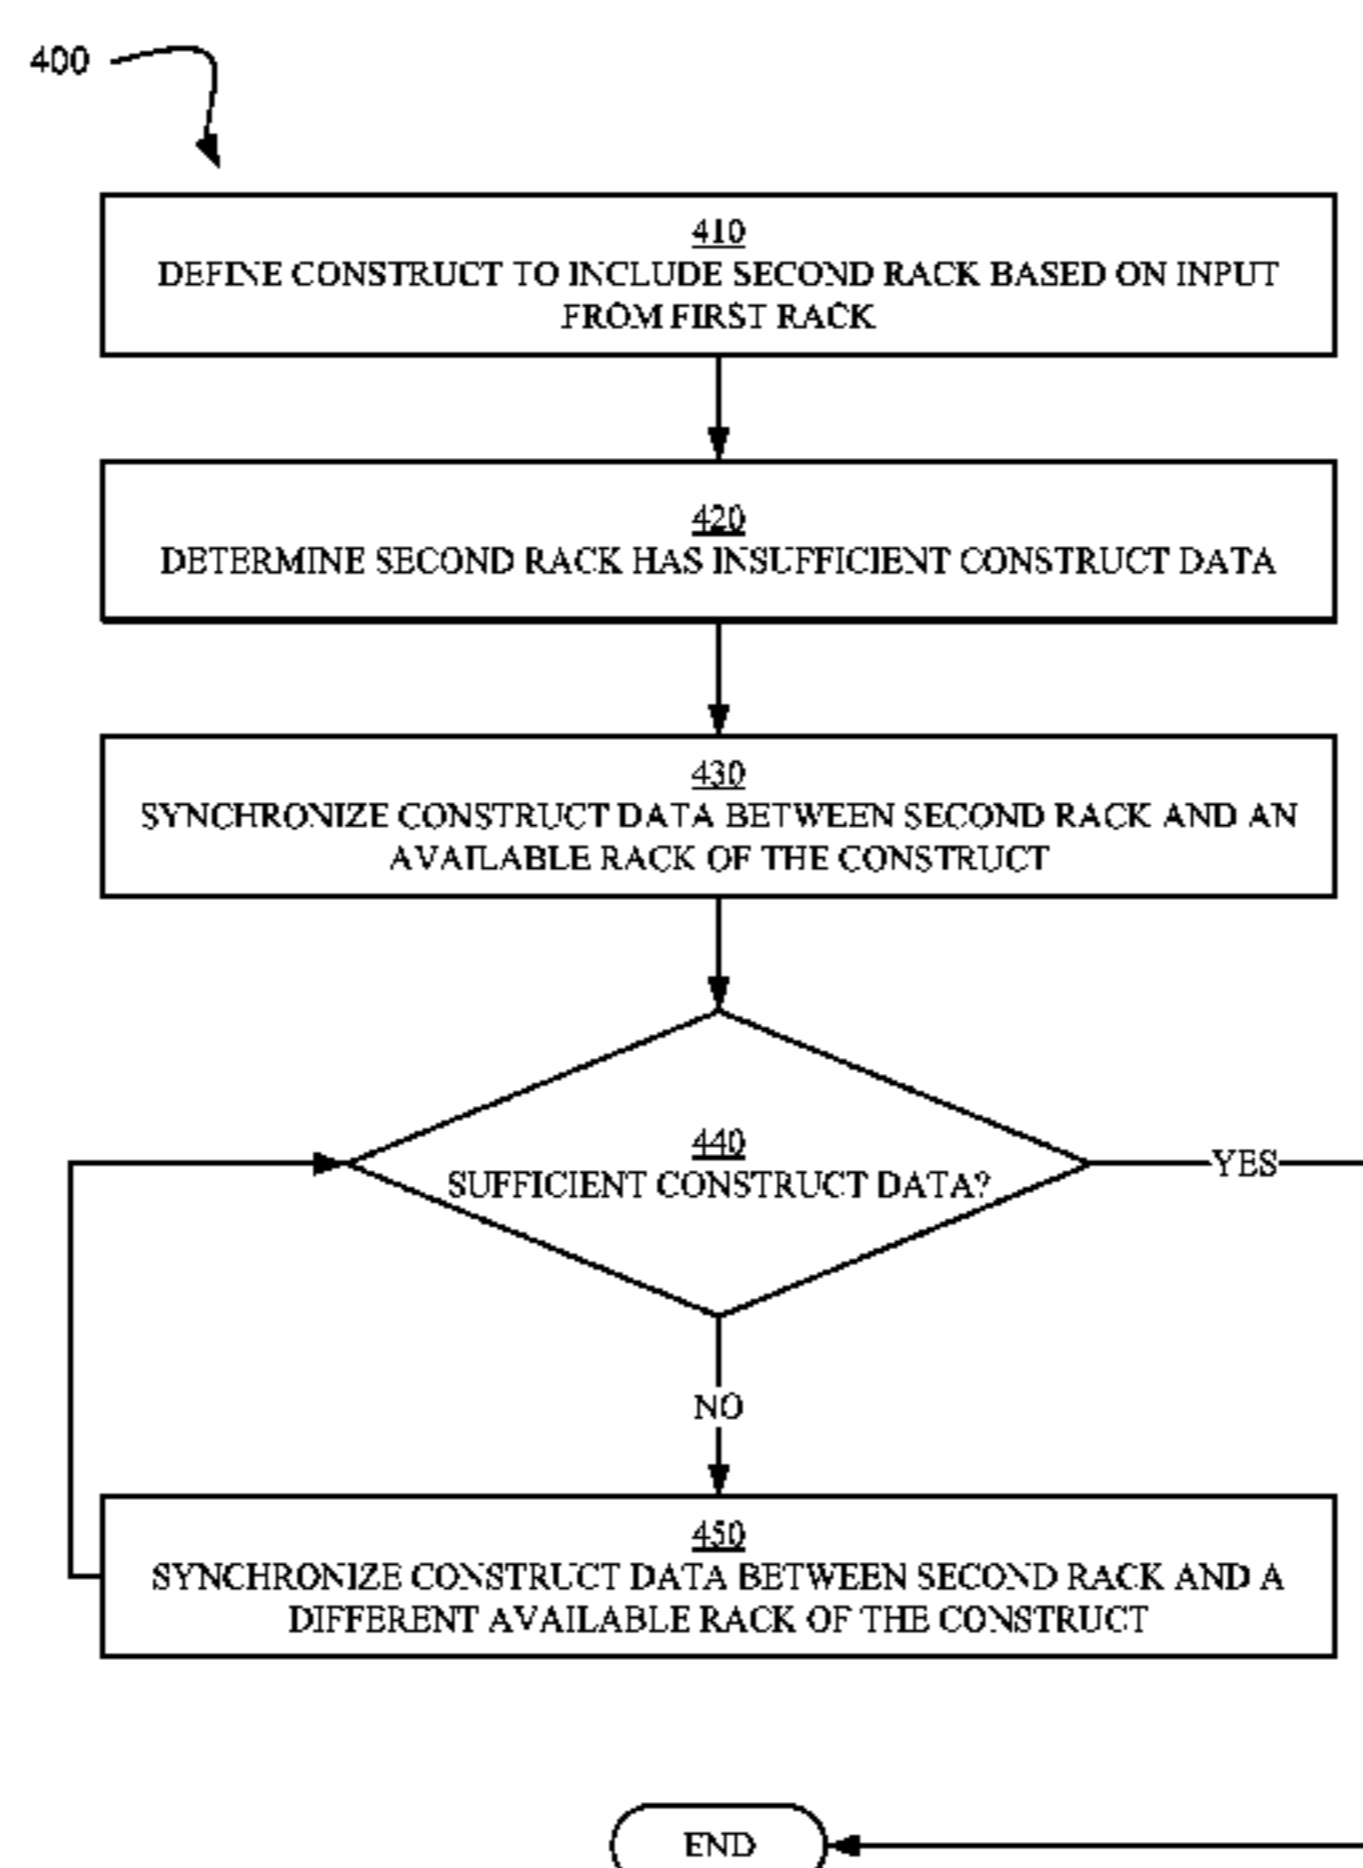 400
410
DEFINE CONSTRUCT TO INCLUDE SECOND RACK BASED ON INPUT
FROM FIRST RACK
420
DETERMINE SECOND RACK HAS INSUFFICIENT CONSTRUCT DATA
430
SYNCHRONIZE CONSTRUCT DATA BETWEEN SECOND RACK AND AN
AVAILABLE RACK OF THE CONSTRUCT
440
SUFFICIENT CONSTRUCT DATA?
YES
NO
450
SYNCHRONIZE CONSTRUCT DATA BETWEEN SECOND RACK AND A
DIFFERENT AVAILABLE RACK OF THE CONSTRUCT
END